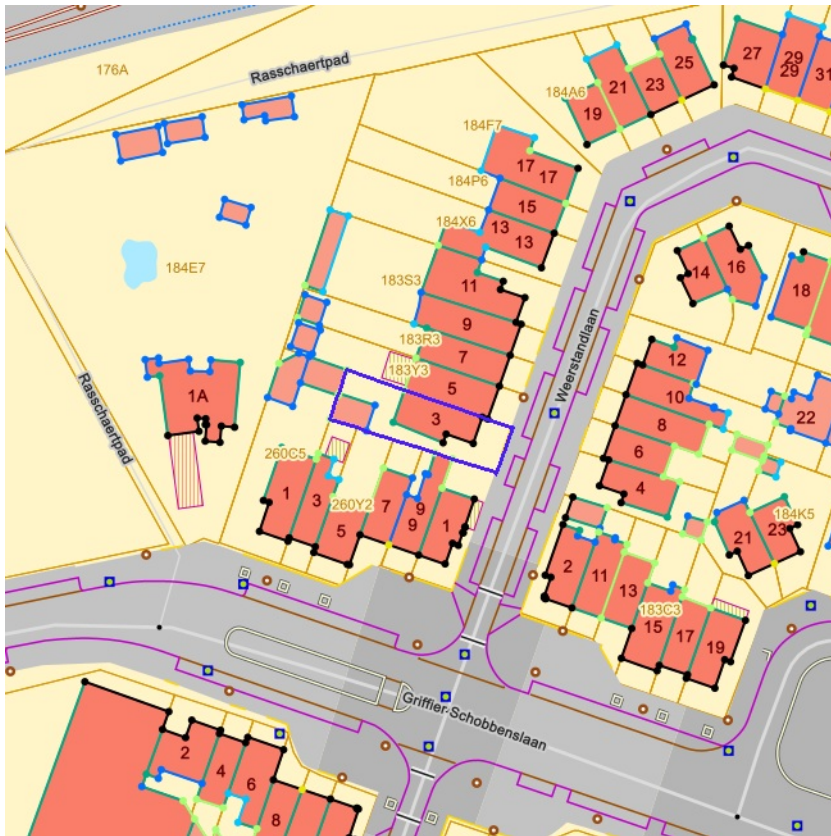 176A
Rasschaertpad
27
29
29
31
25
21
23
184A6
19
184F7
17
17
184P6
15
13
184X6
13
14
16
184E7
183S3
11
18
9
Weerstandlaan
183R3
7
183Y3
12
5
1A
10
22
3
8
Rasschaertpad
6
260C5
4
1
3
260Y2
7
9
9
1
5
21
23
184K5
2
11
13
183C3
15
17
19
Griffier-Schobbenslaan
2
4
6
8